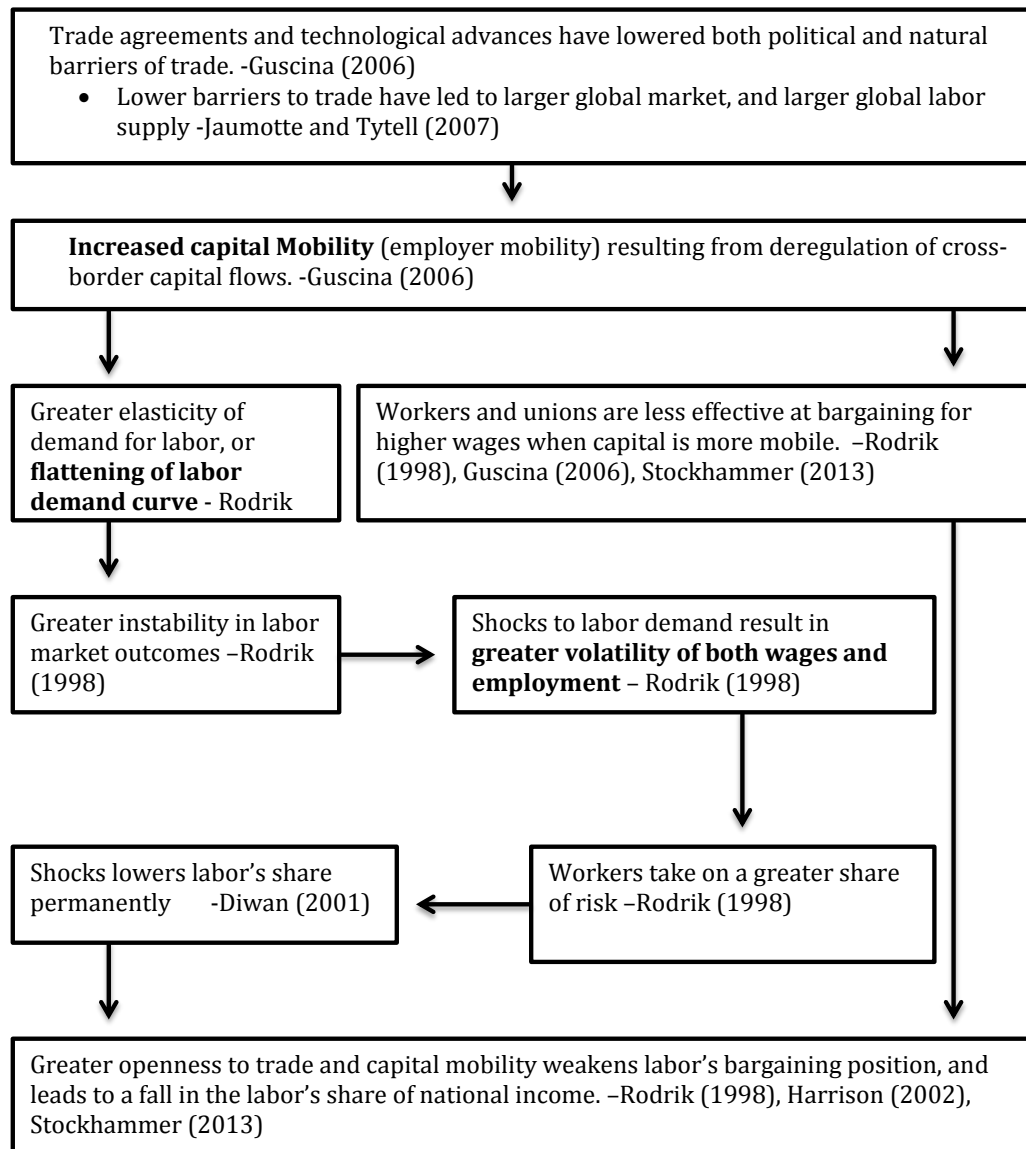 Trade agreements and technological advances have lowered both political and natural
barriers of trade. -Guscina (2006)
• Lower barriers to trade have led to larger global market, and larger global labor
supply -Jaumotte and Tytell (2007)
Increased capital Mobility (employer mobility) resulting from deregulation of cross-
border capital flows. -Guscina (2006)
Greater elasticity of
demand for labor, or
flattening of labor
demand curve - Rodrik
Workers and unions are less effective at bargaining for
higher wages when capital is more mobile. –Rodrik
(1998), Guscina (2006), Stockhammer (2013)
Greater instability in labor
market outcomes –Rodrik
(1998)
Shocks to labor demand result in
greater volatility of both wages and
employment – Rodrik (1998)
Shocks lowers labor’s share
permanently -Diwan (2001)
Workers take on a greater share
of risk –Rodrik (1998)
Greater openness to trade and capital mobility weakens labor’s bargaining position, and
leads to a fall in the labor’s share of national income. –Rodrik (1998), Harrison (2002),
Stockhammer (2013)